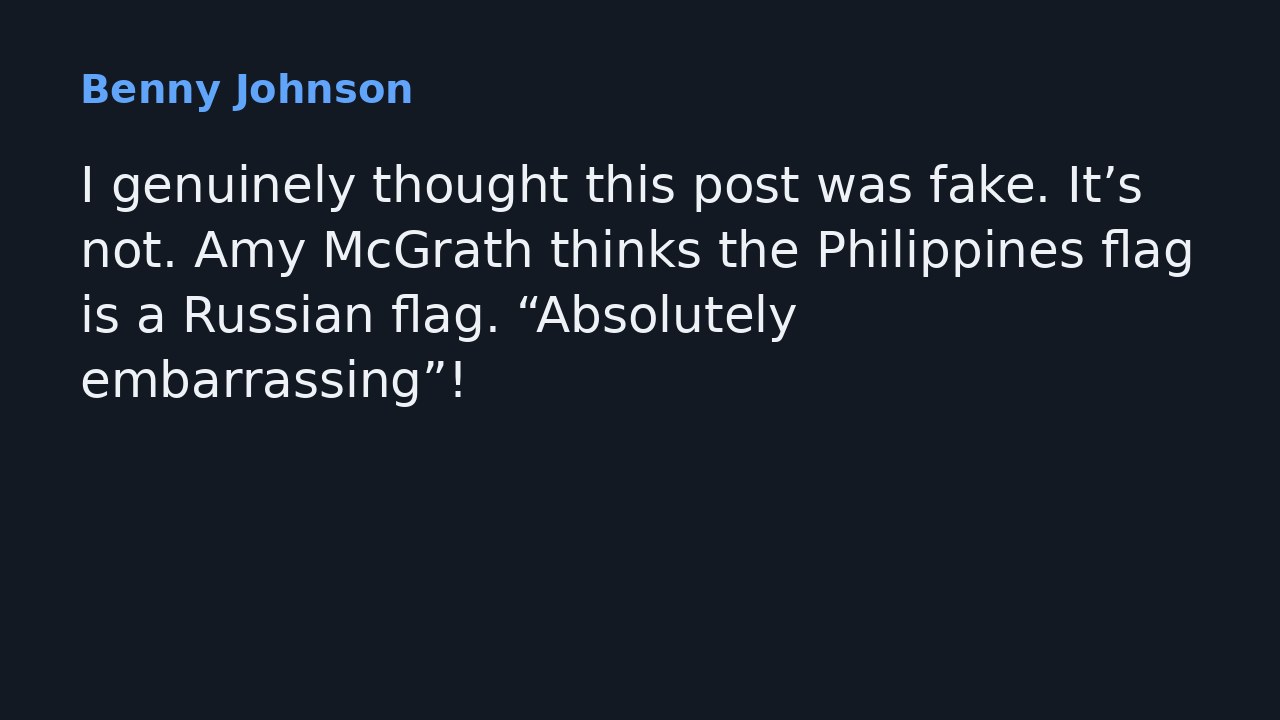 Benny Johnson
I genuinely thought this post was fake. It’s
not. Amy McGrath thinks the Philippines flag
is a Russian flag. “Absolutely
embarrassing”!